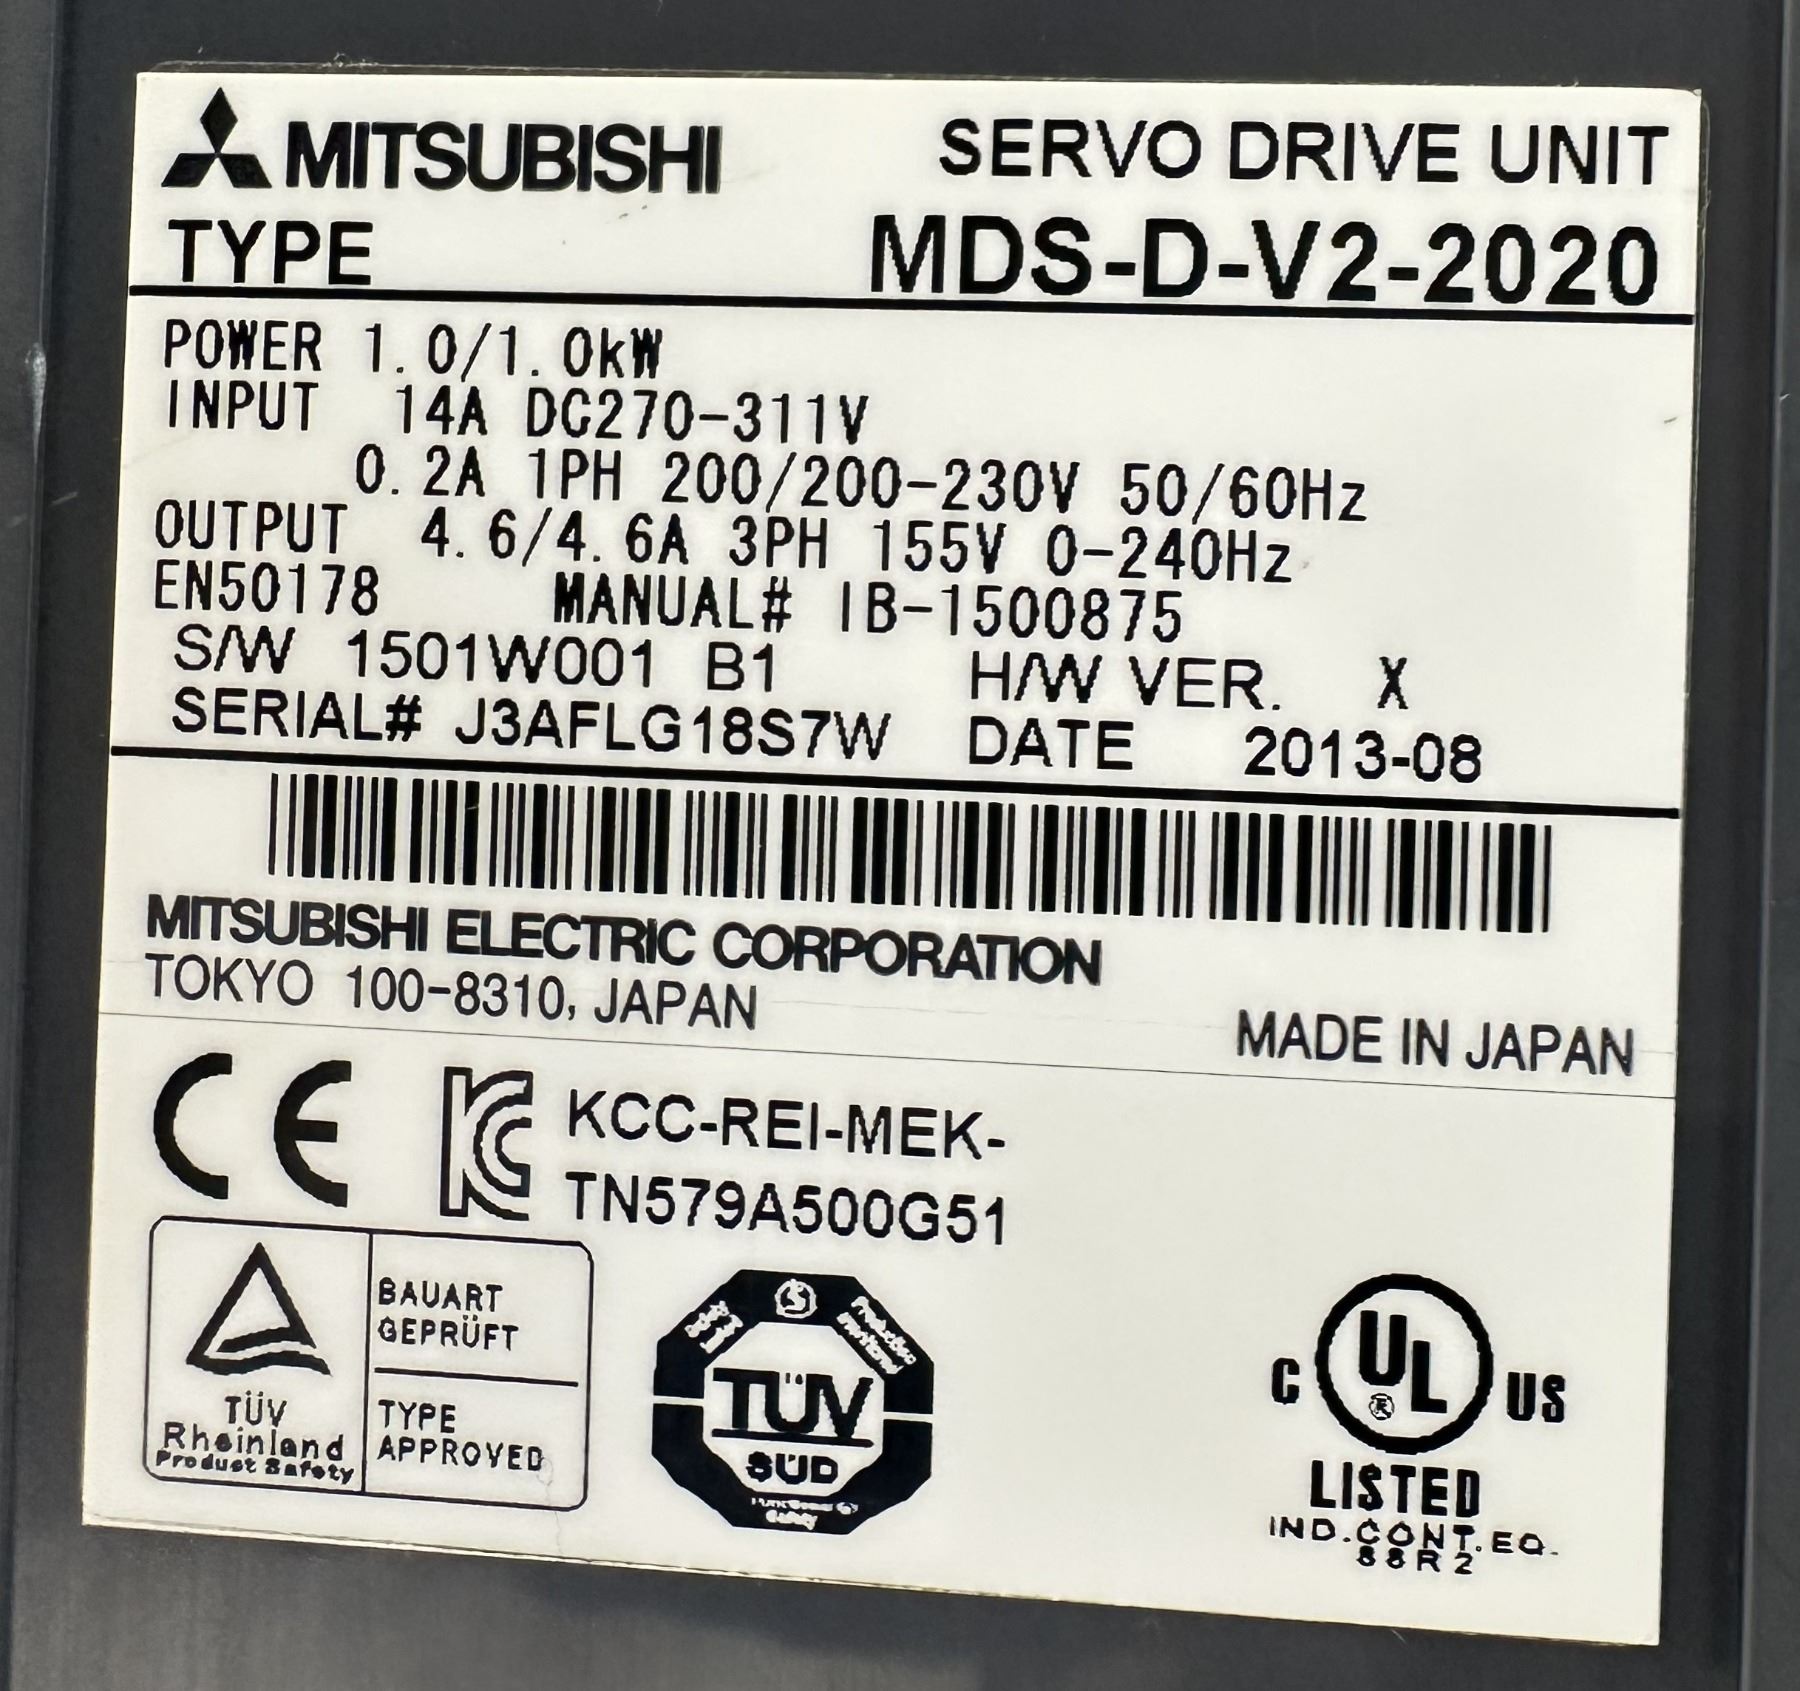 MITSUBISHI SERVO DRIVE UNIT
TYPE MDS-D-V2-2020
POWER 1.0/1.0kW
INPUT 14A DC270-311V
0.2A 1PH 200/200-230V 50/60Hz
OUTPUT 4.6/4.6A 3PH 155V 0-240Hz
EN50178 MANUAL# IB-1500875
S/W 1501W001 B1 H/W VER. X
SERIAL# J3AFLG18S7W DATE 2013-08
MITSUBISHI ELECTRIC CORPORATION
TOKYO 100-8310, JAPAN
MADE IN JAPAN
CE KC KCC-REI-MEK-
TN579A500G51
BAUART
GEPRÜFT
TÜV
Rheinland
Product Safety
TYPE
APPROVED
TÜV
SÜD
Safety
C UL ® US
LISTED
IND.CONT.EQ.
88R2